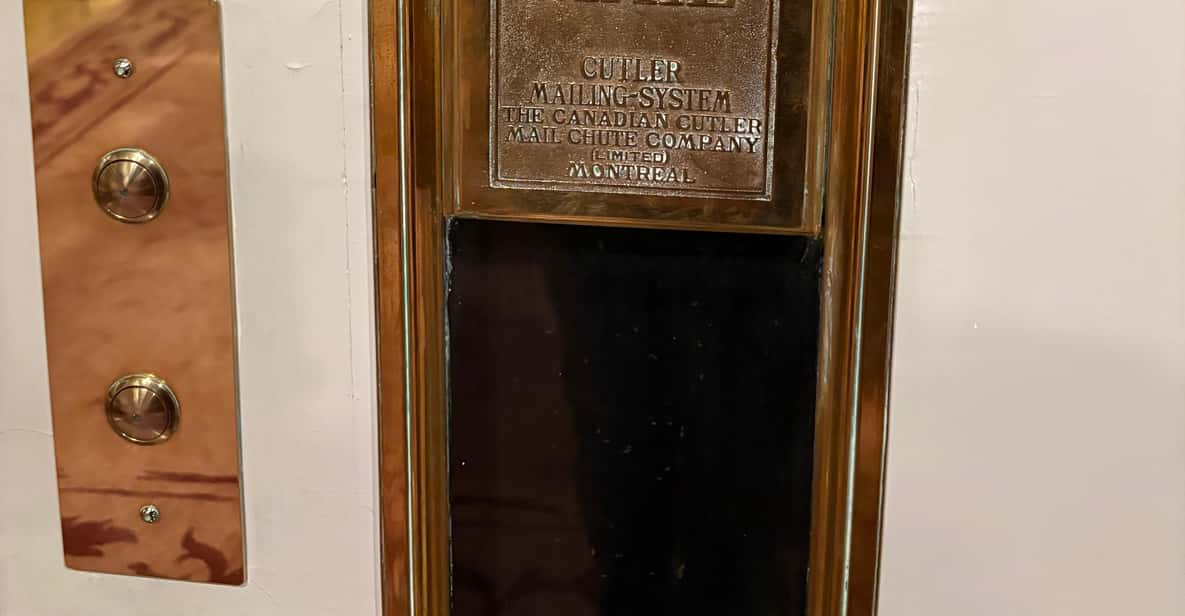 CUTLER
MAILING-SYSTEM
THE CANADIAN CUTLER
MAIL CHUTE COMPANY
(LIMITED)
MONTREAL